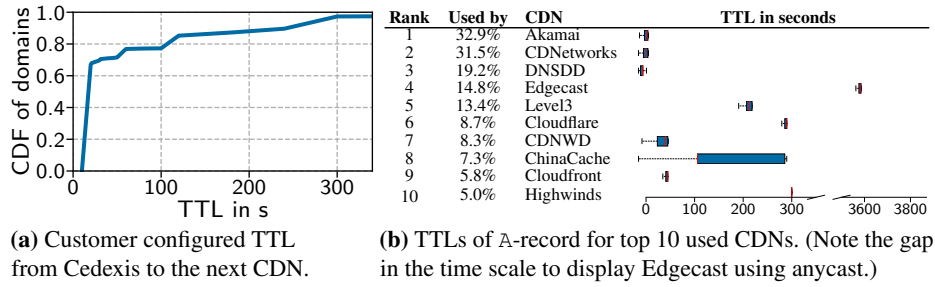 CDF of domains
1.0
0.8
0.6
0.4
0.2
0.0
0 100 200 300
TTL in s
(a) Customer configured TTL
from Cedexis to the next CDN.
Rank Used by CDN TTL in seconds
1 32.9% Akamai
2 31.5% CDNetworks
3 19.2% DNSDD
4 14.8% Edgecast
5 13.4% Level3
6 8.7% Cloudflare
7 8.3% CDNWD
8 7.3% ChinaCache
9 5.8% Cloudfront
10 5.0% Highwinds
0 100 200 300 3600 3800
(b) TTLs of A-record for top 10 used CDNs. (Note the gap
in the time scale to display Edgecast using anycast.)